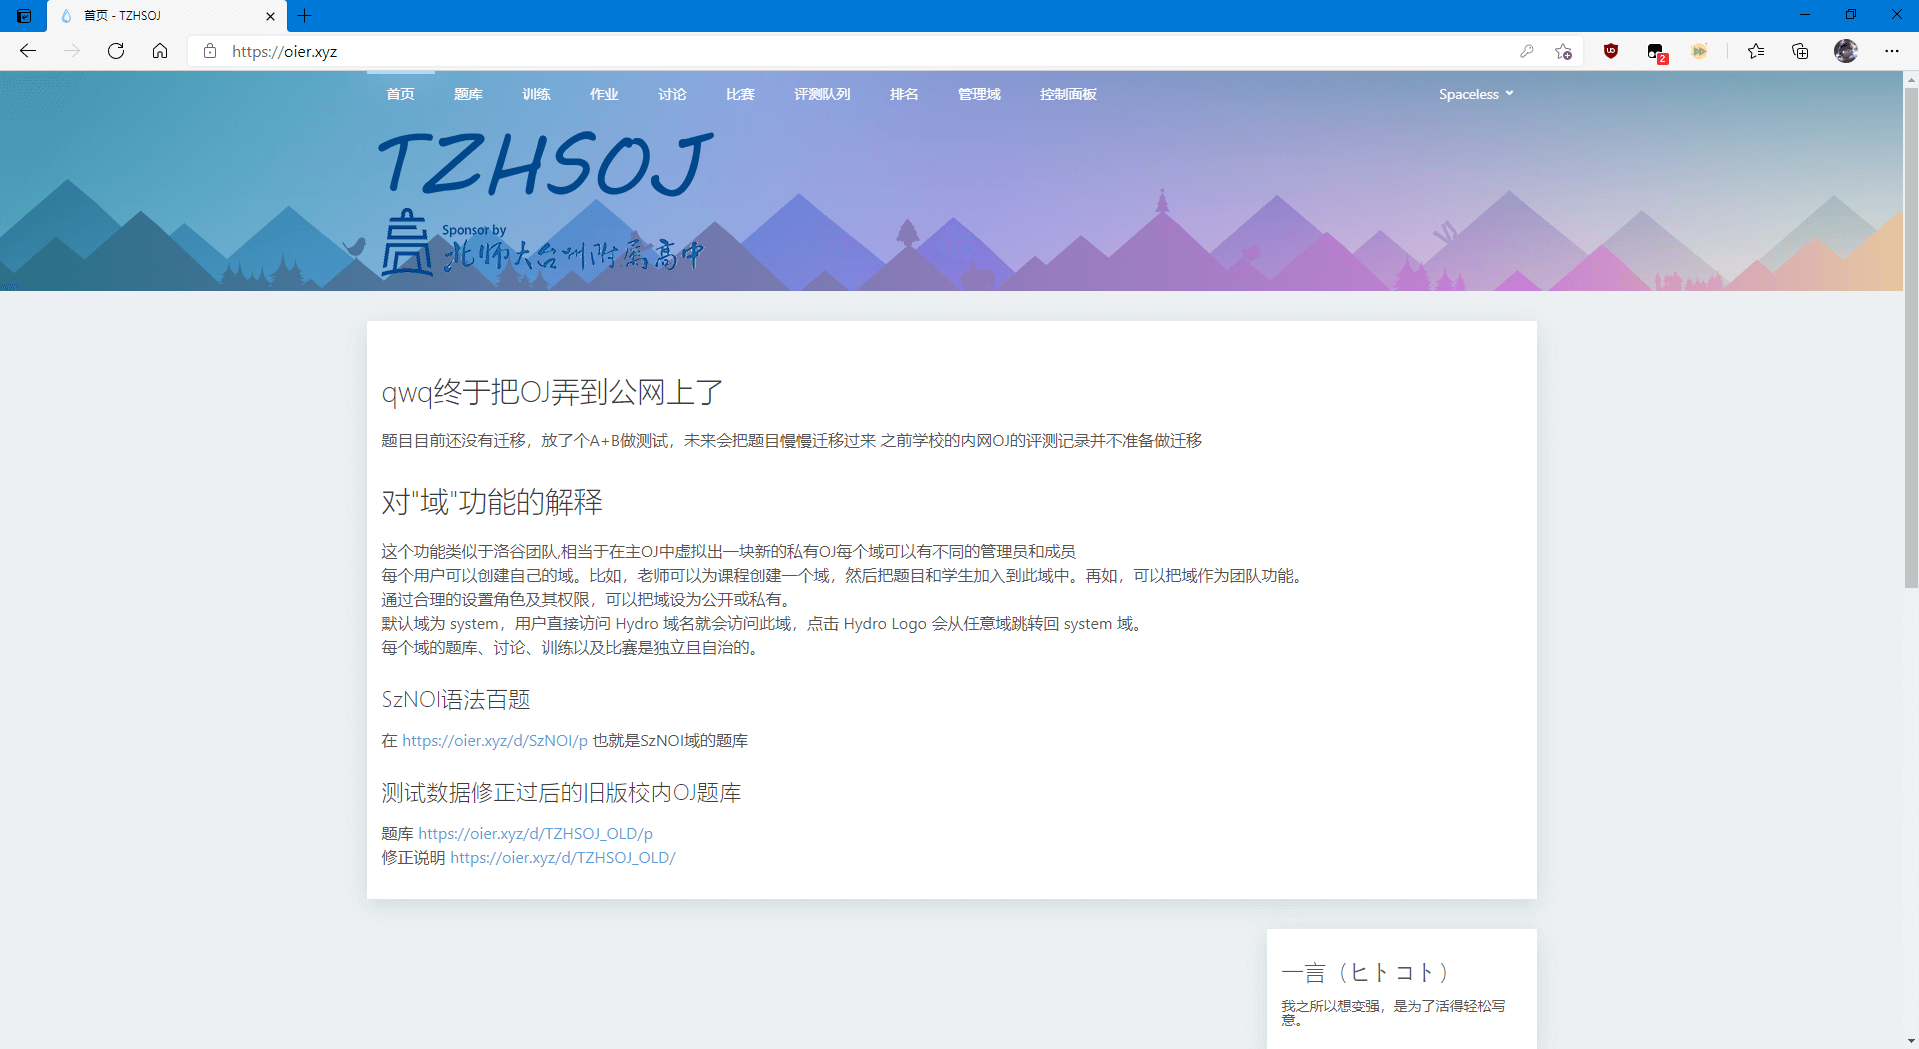 首页 - TZHSOJ
https://oier.xyz
2
首页 题库 训练 作业 讨论 比赛 评测队列 排名 管理域 控制面板 Spaceless
TZHSOJ
Sponsor by
北师大台州附属高中
qwq终于把OJ弄到公网上了
题目目前还没有迁移，放了个A+B做测试，未来会把题目慢慢迁移过来 之前学校的内网OJ的评测记录并不准备做迁移
对"域"功能的解释
这个功能类似于洛谷团队,相当于在主OJ中虚拟出一块新的私有OJ每个域可以有不同的管理员和成员
每个用户可以创建自己的域。比如，老师可以为课程创建一个域，然后把题目和学生加入到此域中。再如，可以把域作为团队功能。
通过合理的设置角色及其权限，可以把域设为公开或私有。
默认域为 system，用户直接访问 Hydro 域名就会访问此域，点击 Hydro Logo 会从任意域跳转回 system 域。
每个域的题库、讨论、训练以及比赛是独立且自治的。
SzNOI语法百题
在 https://oier.xyz/d/SzNOI/p 也就是SzNOI域的题库
测试数据修正过后的旧版校内OJ题库
题库 https://oier.xyz/d/TZHSOJ_OLD/p
修正说明 https://oier.xyz/d/TZHSOJ_OLD/
一言（ヒトコト）
我之所以想变强，是为了活得轻松写
意。